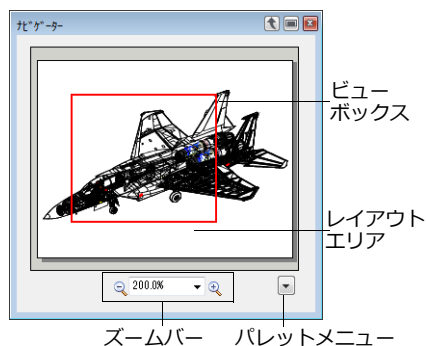 ﾅﾋﾞｹﾞｰﾀｰ
ビュー
ボックス
レイアウト
エリア
200.0%
ズームバー
パレットメニュー